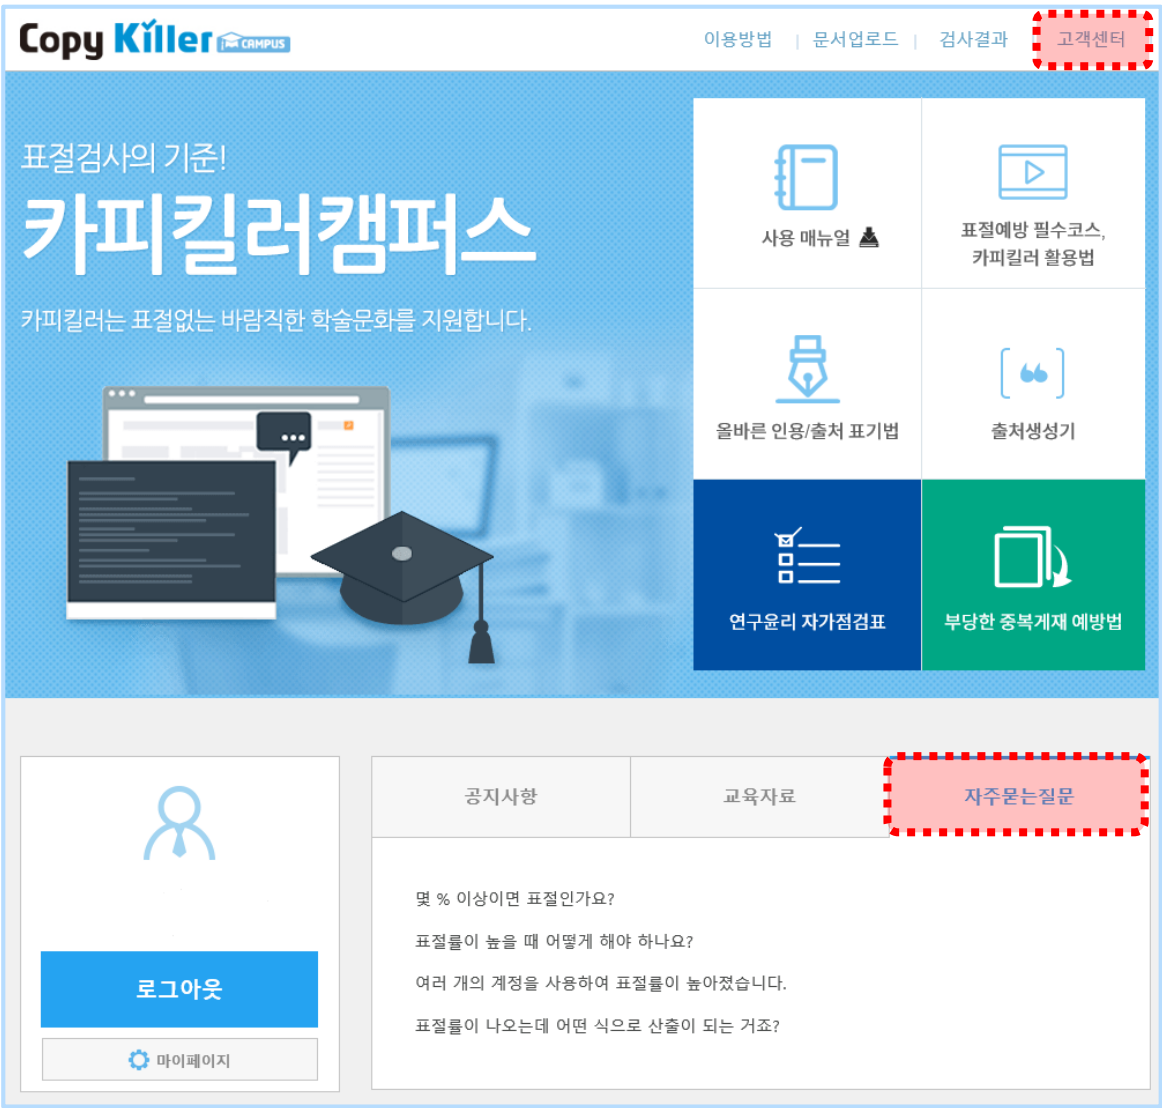 Copy Killer CAMPUS
이용방법 | 문서업로드 | 검사결과 고객센터
표절검사의 기준!
카피킬러캠퍼스
카피킬러는 표절없는 바람직한 학술문화를 지원합니다.
사용 매뉴얼
표절예방 필수코스,
카피킬러 활용법
올바른 인용/출처 표기법
출처생성기
연구윤리 자가점검표
부당한 중복게재 예방법
로그아웃
마이페이지
공지사항
교육자료
자주묻는질문
몇 % 이상이면 표절인가요?
표절률이 높을 때 어떻게 해야 하나요?
여러 개의 계정을 사용하여 표절률이 높아졌습니다.
표절률이 나오는데 어떤 식으로 산출이 되는 거죠?